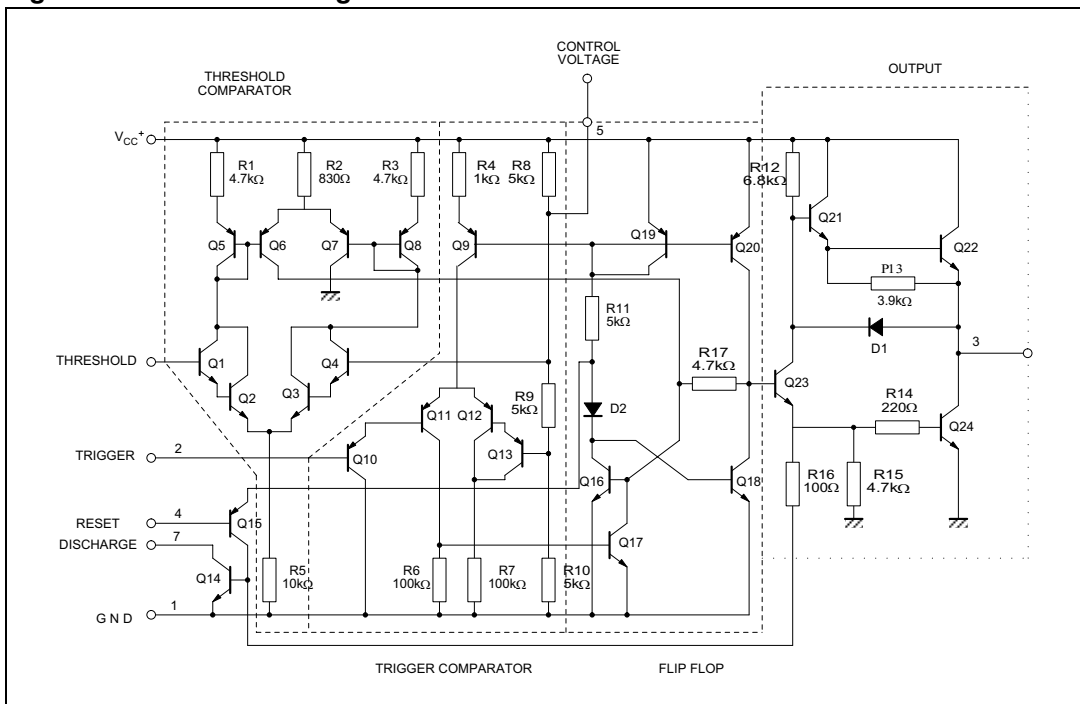 CONTROL
VOLTAGE
OUTPUT
THRESHOLD
COMPARATOR
5
VCC+
R1
4.7kΩ
R2
830Ω
R3
4.7kΩ
R4
1kΩ
R8
5kΩ
R12
6.8kΩ
Q5
Q6
Q7
Q8
Q9
Q19
Q20
Q21
Q22
P13
3.9kΩ
R11
5kΩ
D1
3
THRESHOLD
Q1
Q2
Q3
Q4
R17
4.7kΩ
Q23
R9
5kΩ
D2
R14
220Ω
Q11
Q12
Q13
Q24
TRIGGER
2
Q10
Q16
Q18
R16
100Ω
R15
4.7kΩ
RESET
4
Q15
DISCHARGE
7
Q17
Q14
R5
10kΩ
R6
100kΩ
R7
100kΩ
R10
5kΩ
G N D
1
TRIGGER COMPARATOR
FLIP FLOP